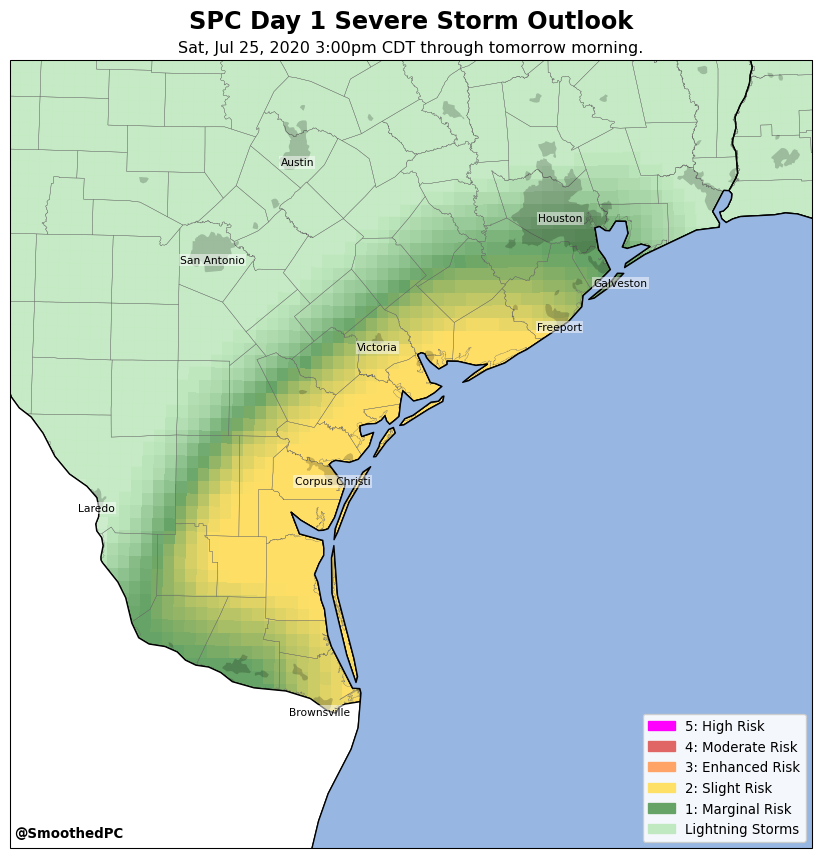 SPC Day 1 Severe Storm Outlook
Sat, Jul 25, 2020 3:00pm CDT through tomorrow morning.
Austin
Houston
San Antonio
Galveston
Freeport
Victoria
Corpus Christi
Laredo
Brownsville
5: High Risk
4: Moderate Risk
3: Enhanced Risk
2: Slight Risk
1: Marginal Risk
Lightning Storms
@SmoothedPC